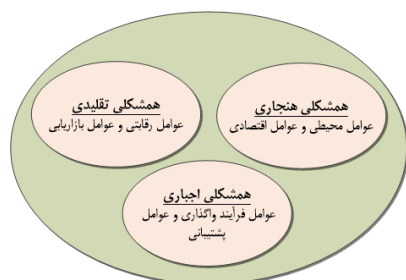 همشکلی هنجاری
عوامل محیطی و عوامل اقتصادی
همشکلی تقلیدی
عوامل رقابتی و عوامل بازاریابی
همشکلی اجباری
عوامل فرآیند واگذاری و عوامل
پشتیبانی